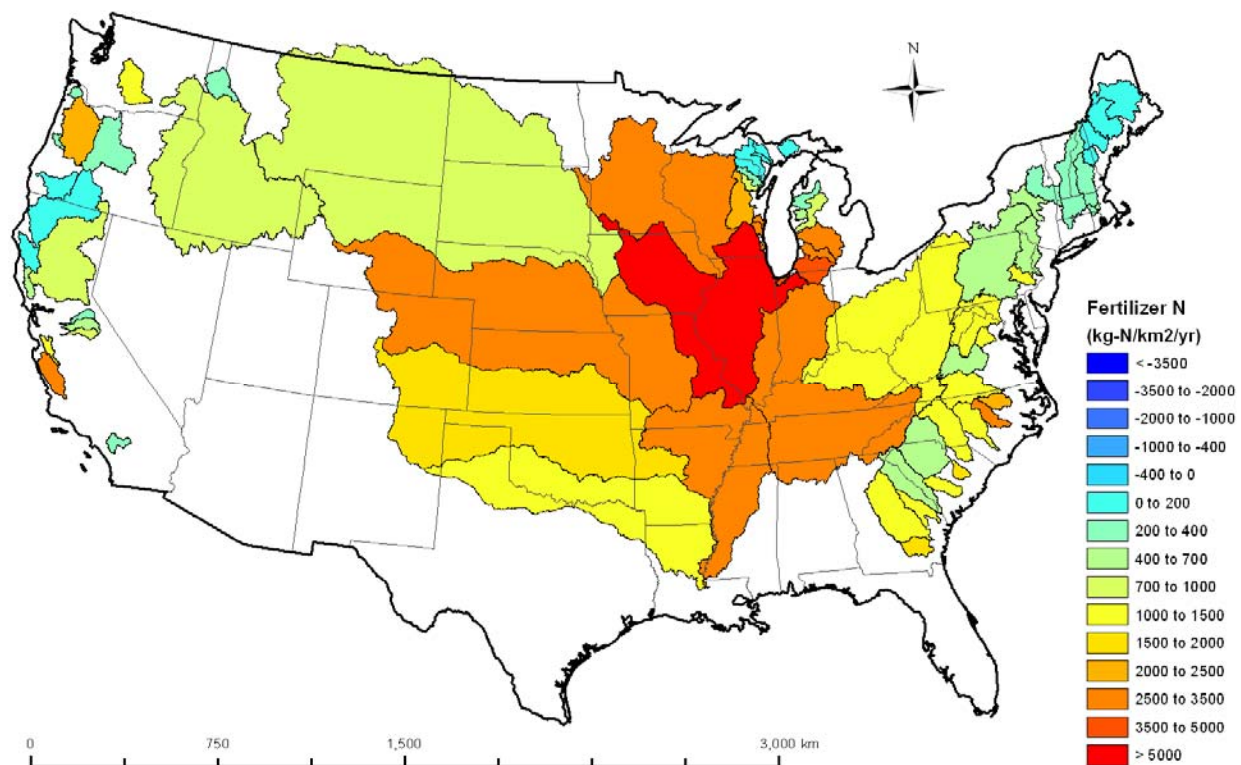 N
Fertilizer N
(kg-N/km2/yr)
< -3500
-3500 to -2000
-2000 to -1000
-1000 to -400
-400 to 0
0 to 200
200 to 400
400 to 700
700 to 1000
1000 to 1500
1500 to 2000
2000 to 2500
2500 to 3500
3500 to 5000
> 5000
0 750 1,500 3,000 km